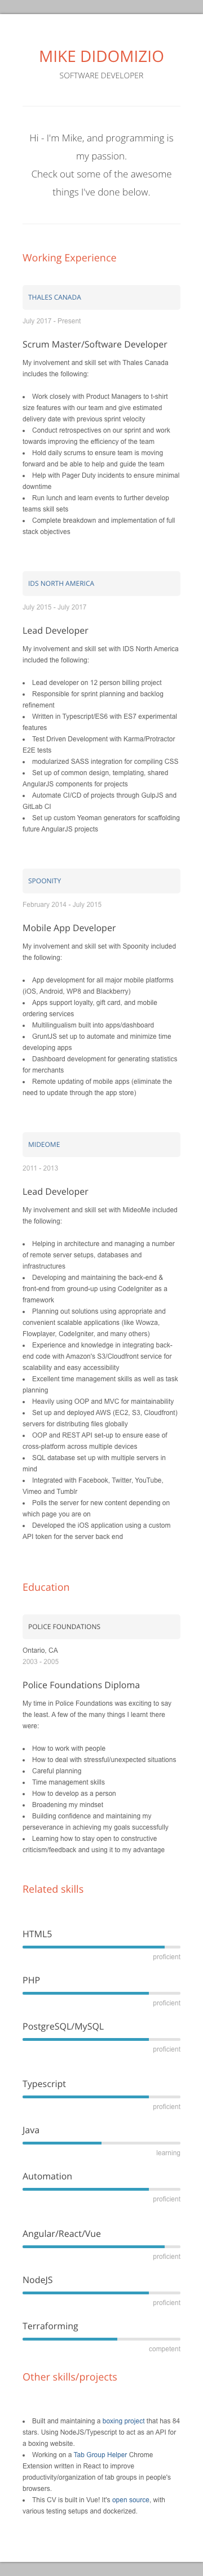 MIKE DIDOMIZIO
SOFTWARE DEVELOPER
Hi - I'm Mike, and programming is
my passion.
Check out some of the awesome
things I've done below.
Working Experience
THALES CANADA
July 2017 - Present
Scrum Master/Software Developer
My involvement and skill set with Thales Canada
includes the following:
• Work closely with Product Managers to t-shirt
size features with our team and give estimated
delivery date with previous sprint velocity
• Conduct retrospectives on our sprint and work
towards improving the efficiency of the team
• Hold daily scrums to ensure team is moving
forward and be able to help and guide the team
• Help with Pager Duty incidents to ensure minimal
downtime
• Run lunch and learn events to further develop
teams skill sets
• Complete breakdown and implementation of full
stack objectives
IDS NORTH AMERICA
July 2015 - July 2017
Lead Developer
My involvement and skill set with IDS North America
included the following:
• Lead developer on 12 person billing project
• Responsible for sprint planning and backlog
refinement
• Written in Typescript/ES6 with ES7 experimental
features
• Test Driven Development with Karma/Protractor
E2E tests
• modularized SASS integration for compiling CSS
• Set up of common design, templating, shared
AngularJS components for projects
• Automate CI/CD of projects through GulpJS and
GitLab CI
• Set up custom Yeoman generators for scaffolding
future AngularJS projects
SPOONITY
February 2014 - July 2015
Mobile App Developer
My involvement and skill set with Spoonity included
the following:
• App development for all major mobile platforms
(iOS, Android, WP8 and Blackberry)
• Apps support loyalty, gift card, and mobile
ordering services
• Multilingualism built into apps/dashboard
• GruntJS set up to automate and minimize time
developing apps
• Dashboard development for generating statistics
for merchants
• Remote updating of mobile apps (eliminate the
need to update through the app store)
MIDEOME
2011 - 2013
Lead Developer
My involvement and skill set with MideoMe included
the following:
• Helping in architecture and managing a number
of remote server setups, databases and
infrastructures
• Developing and maintaining the back-end &
front-end from ground-up using CodeIgniter as a
framework
• Planning out solutions using appropriate and
convenient scalable applications (like Wowza,
Flowplayer, CodeIgniter, and many others)
• Experience and knowledge in integrating back-
end code with Amazon's S3/Cloudfront service for
scalability and easy accessibility
• Excellent time management skills as well as task
planning
• Heavily using OOP and MVC for maintainability
• Set up and deployed AWS (EC2, S3, Cloudfront)
servers for distributing files globally
• OOP and REST API set-up to ensure ease of
cross-platform across multiple devices
• SQL database set up with multiple servers in
mind
• Integrated with Facebook, Twitter, YouTube,
Vimeo and Tumblr
• Polls the server for new content depending on
which page you are on
• Developed the iOS application using a custom
API token for the server back end
Education
POLICE FOUNDATIONS
Ontario, CA
2003 - 2005
Police Foundations Diploma
My time in Police Foundations was exciting to say
the least. A few of the many things I learnt there
were:
• How to work with people
• How to deal with stressful/unexpected situations
• Careful planning
• Time management skills
• How to develop as a person
• Broadening my mindset
• Building confidence and maintaining my
perseverance in achieving my goals successfully
• Learning how to stay open to constructive
criticism/feedback and using it to my advantage
Related skills
HTML5
proficient
PHP
proficient
PostgreSQL/MySQL
proficient
Typescript
proficient
Java
learning
Automation
proficient
Angular/React/Vue
proficient
NodeJS
proficient
Terraforming
competent
Other skills/projects
• Built and maintaining a boxing project that has 84
stars. Using NodeJS/Typescript to act as an API for
a boxing website.
• Working on a Tab Group Helper Chrome
Extension written in React to improve
productivity/organization of tab groups in people's
browsers.
• This CV is built in Vue! It's open source, with
various testing setups and dockerized.